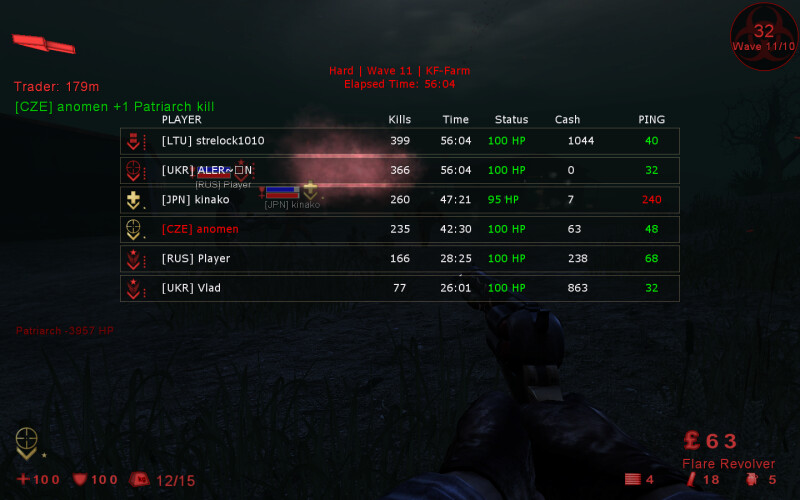 32
Wave 11/10
Hard | Wave 11 | KF-Farm
Elapsed Time: 56:04
Trader: 179m
[CZE] anomen +1 Patriarch kill
PLAYER Kills Time Status Cash PING
[LTU] strelock1010 399 56:04 100 HP 1044 40
[UKR] ALER~□N 366 56:04 100 HP 0 32
[RUS] Player
[JPN] kinako 260 47:21 95 HP 7 240
[JPN] kinako
[CZE] anomen 235 42:30 100 HP 63 48
[RUS] Player 166 28:25 100 HP 238 68
[UKR] Vlad 77 26:01 100 HP 863 32
Patriarch -3957 HP
£ 63
Flare Revolver
100 100 12/15 4 18 5